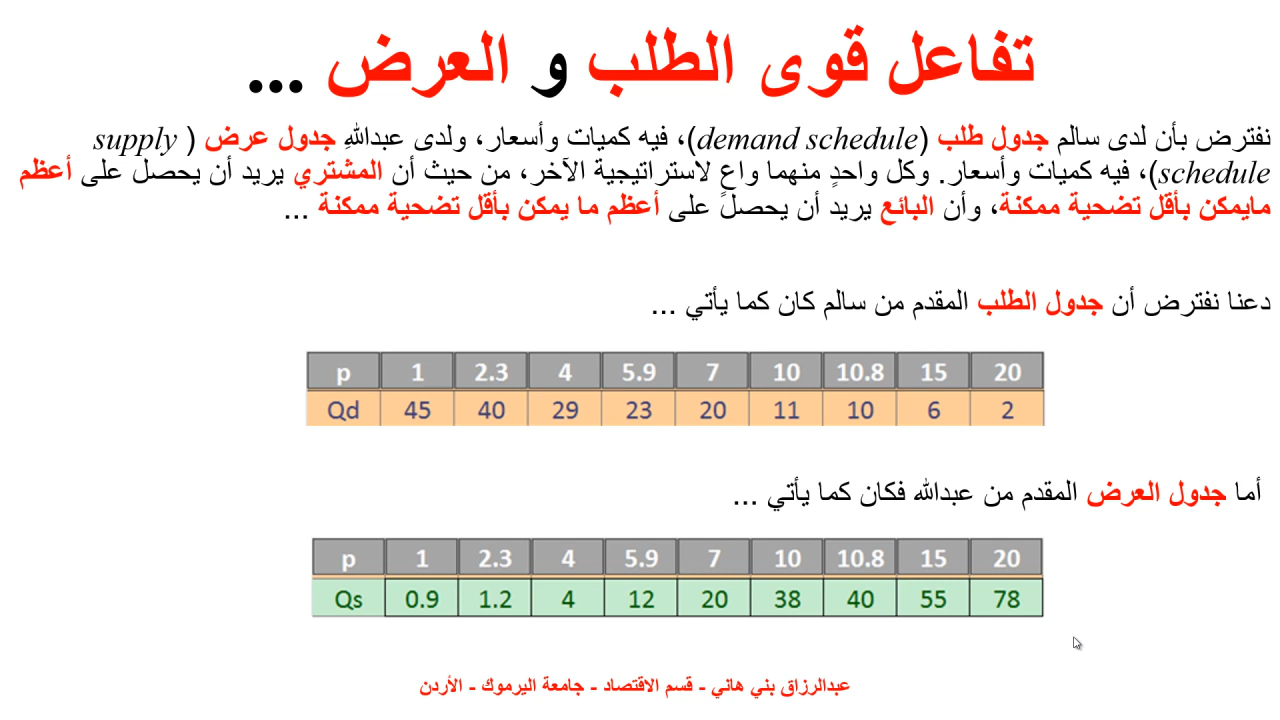 تفاعل قوى الطلب و العرض ...
نفترض بأن لدى سالم جدول طلب (demand schedule)، فيه كميات وأسعار، ولدى عبداللهِ جدول عرض ( supply
schedule)، فيه كميات وأسعار. وكل واحدٍ منهما واعٍ لاستراتيجية الآخر، من حيث أن المشتري يريد أن يحصل على أعظم
مايمكن بأقل تضحية ممكنة، وأن البائع يريد أن يحصل على أعظم ما يمكن بأقل تضحية ممكنة ...
دعنا نفترض أن جدول الطلب المقدم من سالم كان كما يأتي ...
p 1 2.3 4 5.9 7 10 10.8 15 20
Qd 45 40 29 23 20 11 10 6 2
أما جدول العرض المقدم من عبدالله فكان كما يأتي ...
p 1 2.3 4 5.9 7 10 10.8 15 20
Qs 0.9 1.2 4 12 20 38 40 55 78
عبدالرزاق بني هاني - قسم الاقتصاد - جامعة اليرموك - الأردن